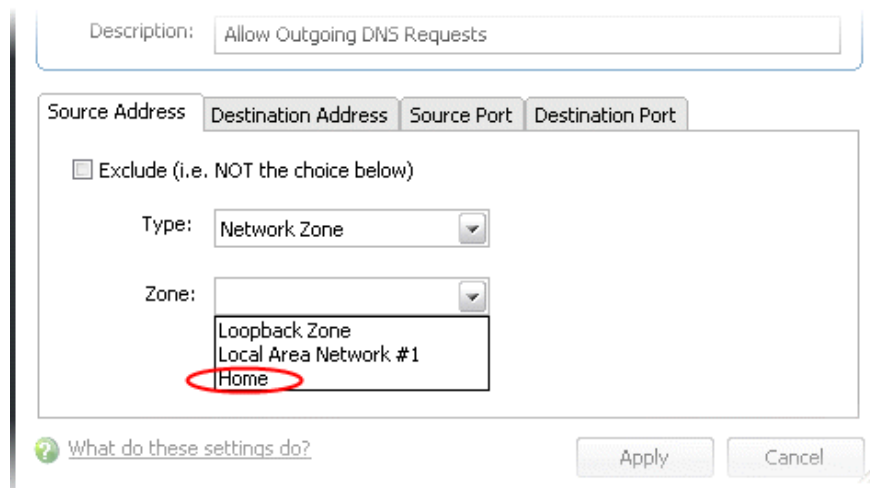 Description: Allow Outgoing DNS Requests
Source Address Destination Address Source Port Destination Port
Exclude (i.e. NOT the choice below)
Type: Network Zone
Zone:
Loopback Zone
Local Area Network #1
Home
What do these settings do? Apply Cancel